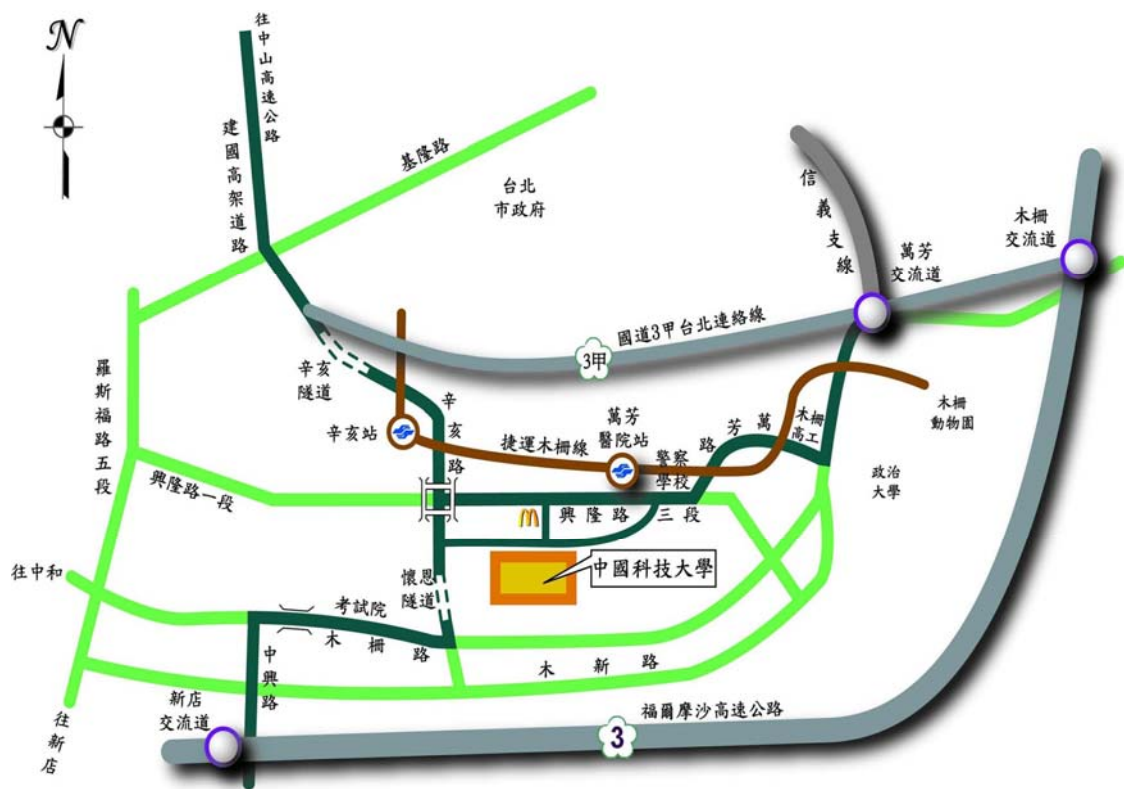 N
往中山高速公路
建國高架道路
基隆路
台北
市政府
信義支線
木柵
交流道
萬芳
交流道
國道3甲台北連絡線
3甲
羅斯福路五段
辛亥
隧道
辛亥路
辛亥站
捷運木柵線
萬芳
醫院站
警察
學校
萬芳路
木柵
高工
木柵
動物園
政治
大學
興隆路一段
興隆路三段
中國科技大學
往中和
懷恩
隧道
考試院
木柵路
中興路
木新路
新店
交流道
往新店
福爾摩沙高速公路
3